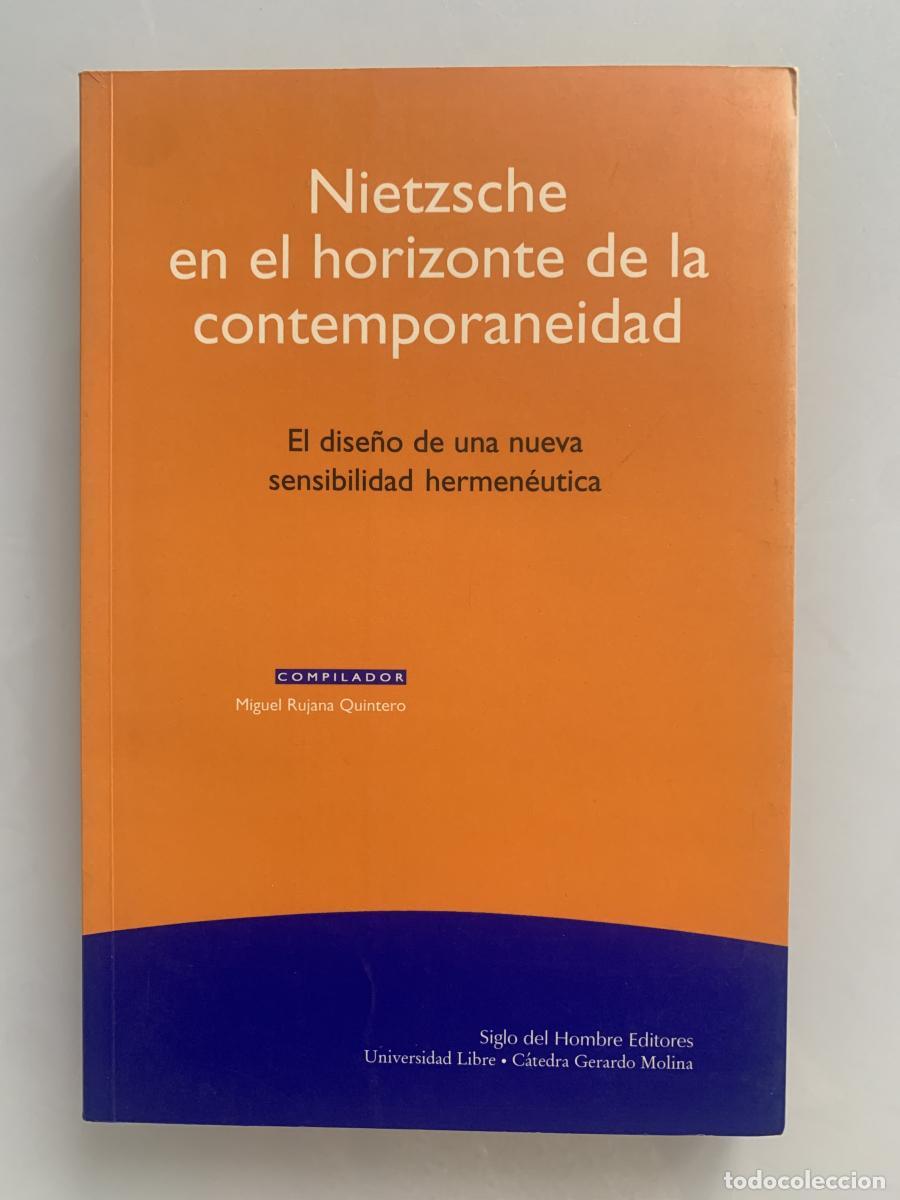 Nietzsche
en el horizonte de la
contemporaneidad
El diseño de una nueva
sensibilidad hermenéutica
COMPILADOR
Miguel Rujana Quintero
Siglo del Hombre Editores
Universidad Libre • Cátedra Gerardo Molina
todocoleccion